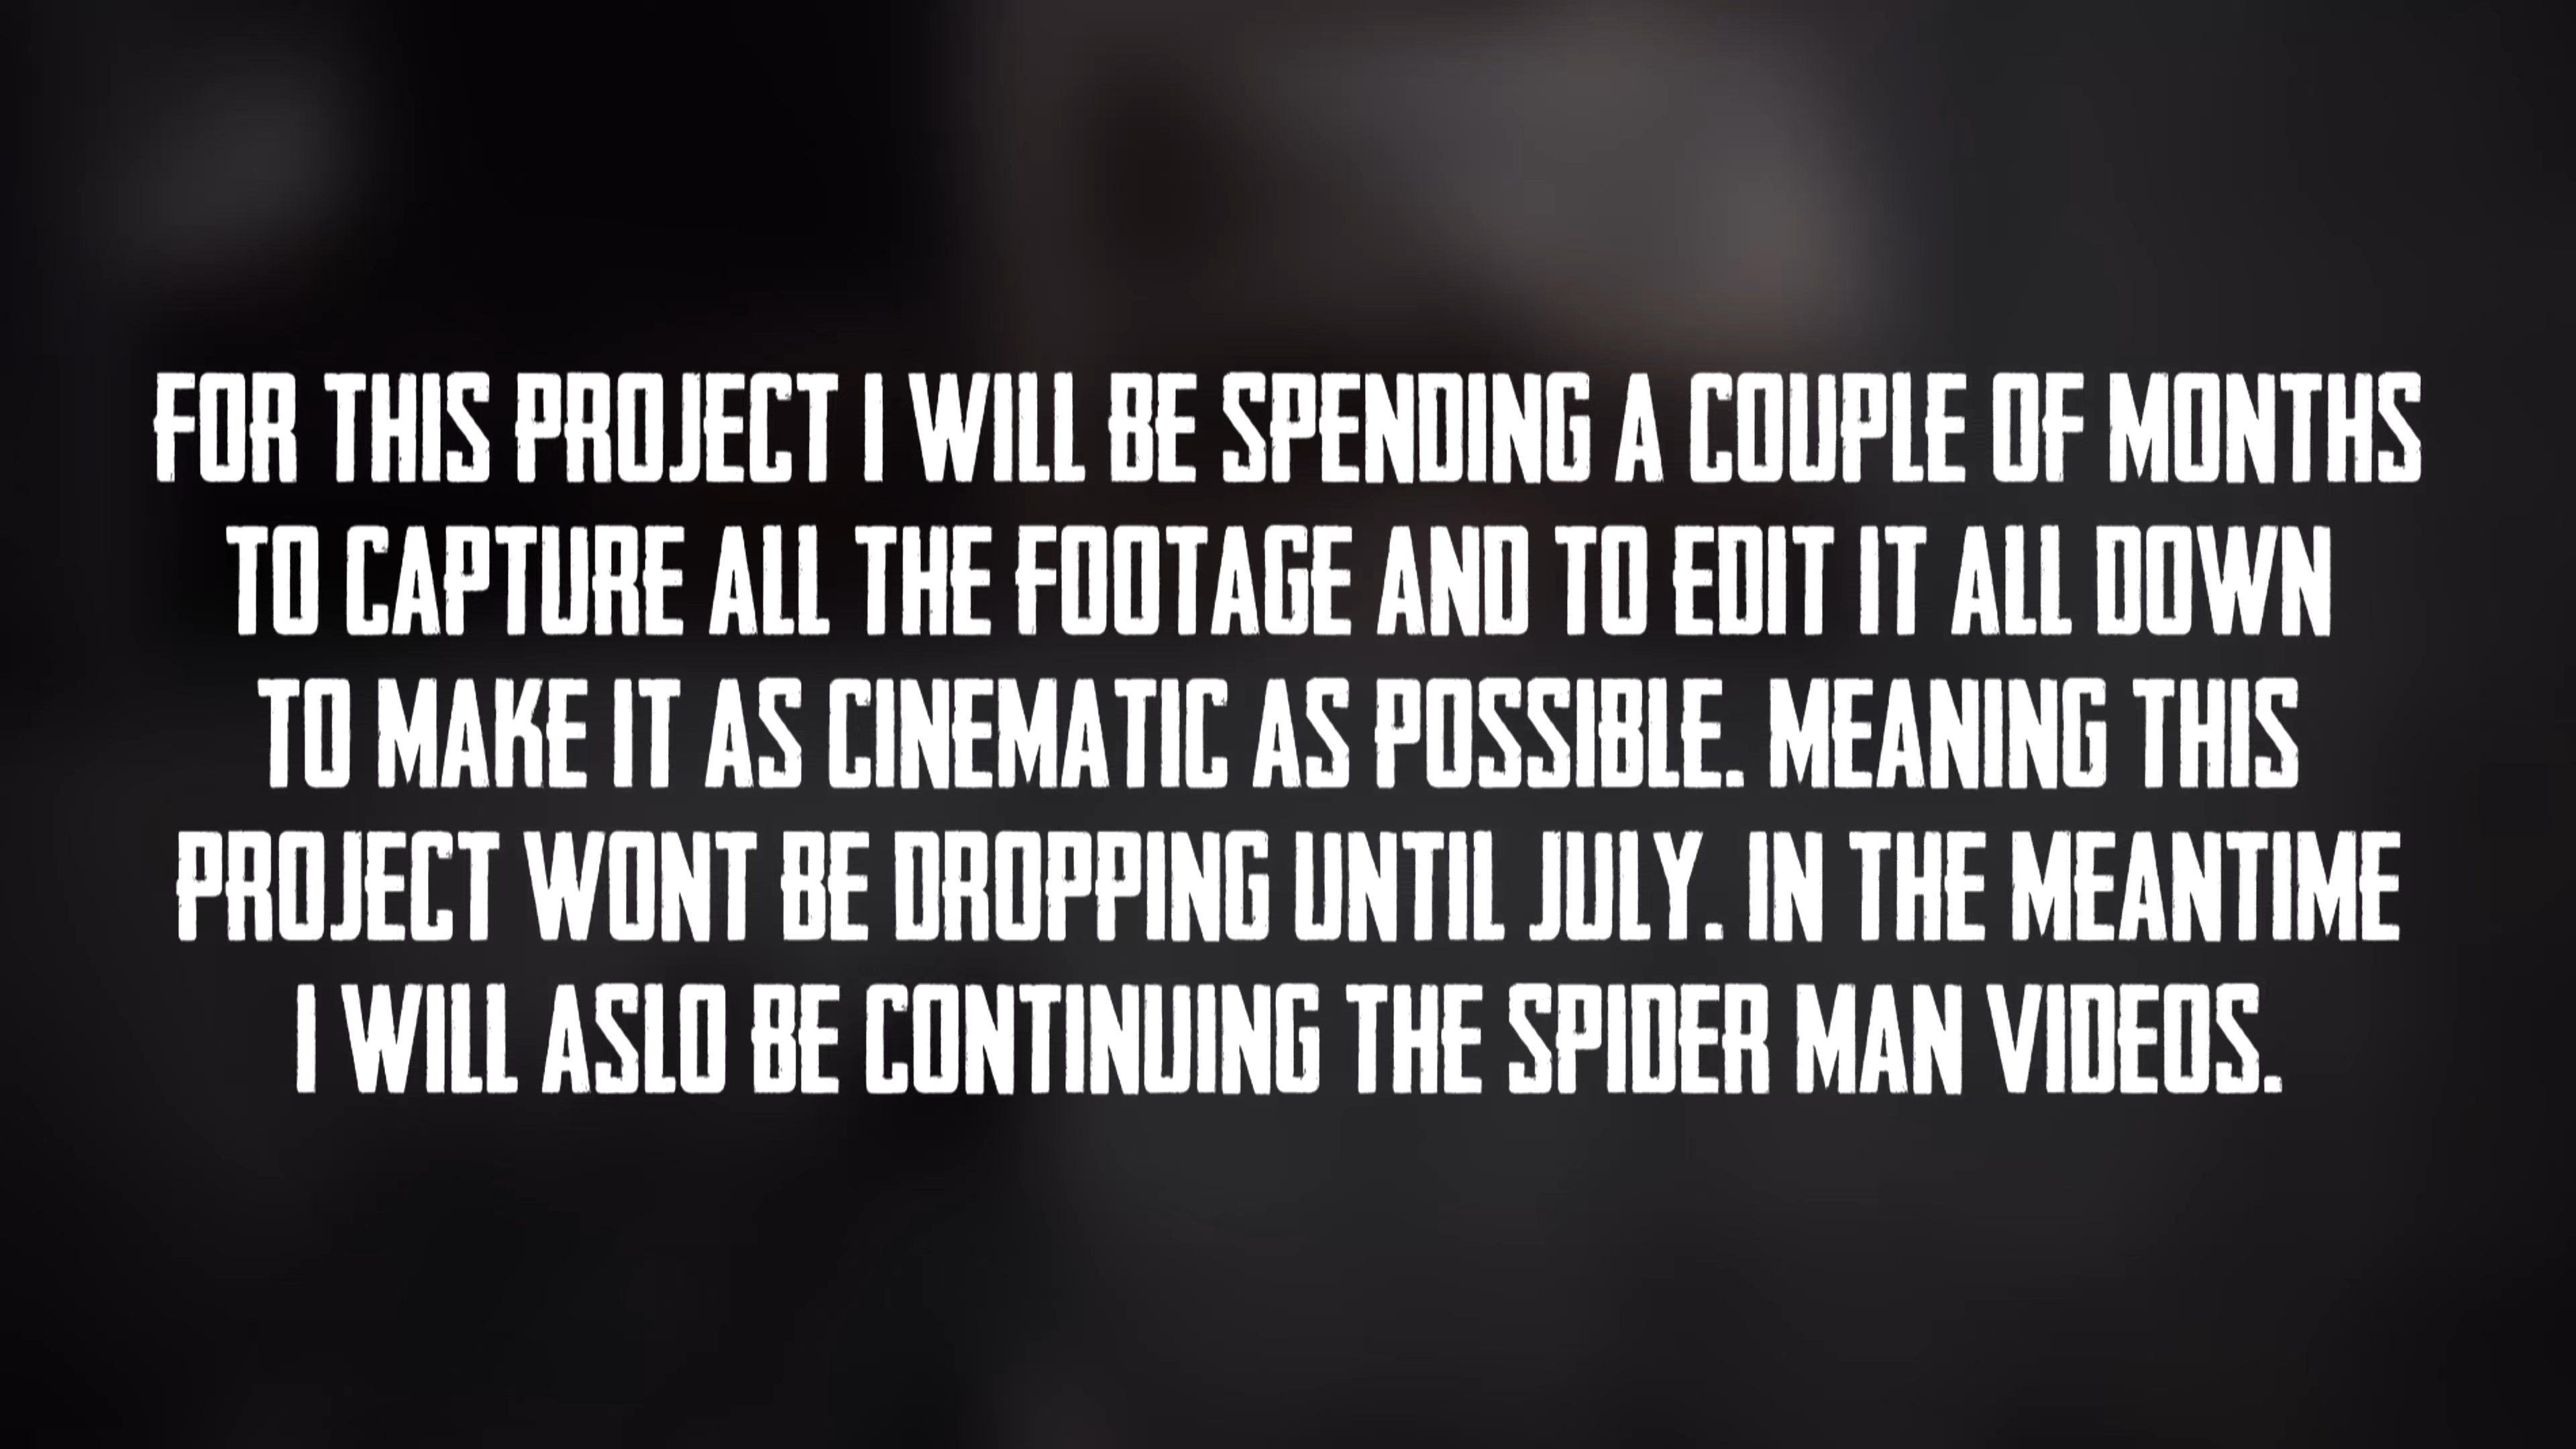 FOR THIS PROJECT I WILL BE SPENDING A COUPLE OF MONTHS
TO CAPTURE ALL THE FOOTAGE AND TO EDIT IT ALL DOWN
TO MAKE IT AS CINEMATIC AS POSSIBLE. MEANING THIS
PROJECT WONT BE DROPPING UNTIL JULY. IN THE MEANTIME
I WILL ASLO BE CONTINUING THE SPIDER MAN VIDEOS.